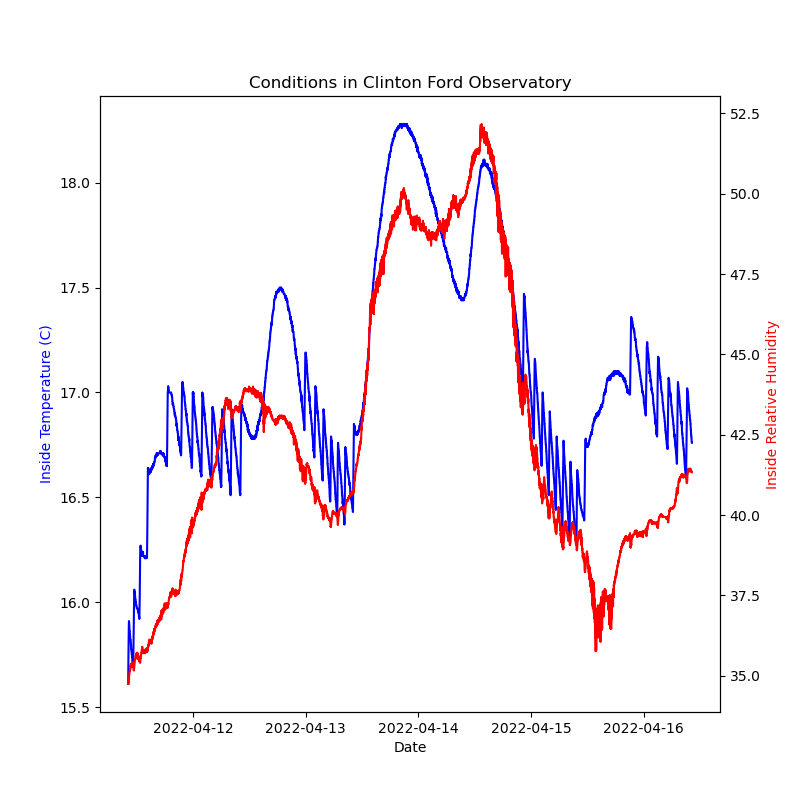 Conditions in Clinton Ford Observatory
Inside Temperature (C)
18.0
17.5
17.0
16.5
16.0
15.5
52.5
50.0
47.5
45.0
42.5
40.0
37.5
35.0
Inside Relative Humidity
2022-04-12 2022-04-13 2022-04-14 2022-04-15 2022-04-16
Date